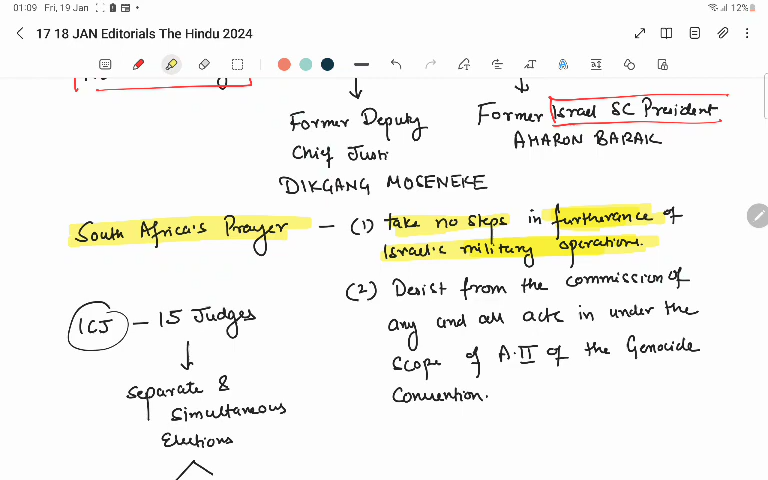 01:09 Fri, 19 Jan
12%
17 18 JAN Editorials The Hindu 2024
Former Deputy
Chief Justi
DIKGANG MOSENEKE
Former Israel SC President
AHARON BARAK
South Africa's Prayer – (1) take no steps in furtherance of
Israelic military operations.
(2) Desist from the commission of
any and all acts in under the
scope of A.II of the Genocide
Convention.
ICJ – 15 Judges
Separate &
Simultaneous
Elections